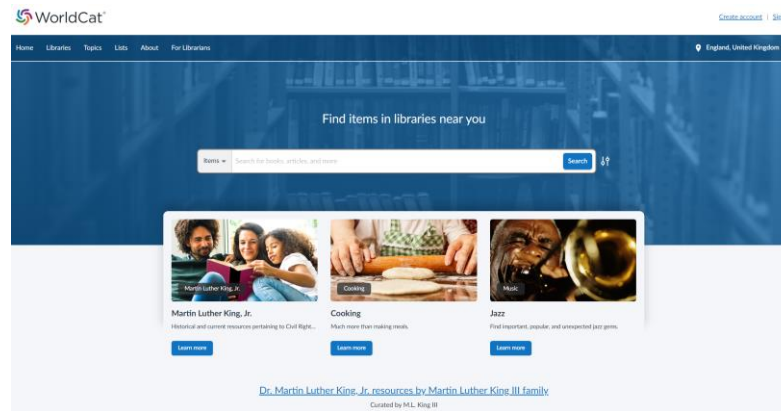 WorldCat
Create account | Sig
Home Libraries Topics Lists About For Librarians England, United Kingdom
Find items in libraries near you
Items Search for books, articles, and more Search
Martin Luther King, Jr. Cooking Music
Martin Luther King, Jr. Cooking Jazz
Historical and current resources pertaining to Civil Right... Much more than making meals. Find important, popular, and unexpected jazz gems.
Learn more Learn more Learn more
Dr. Martin Luther King, Jr. resources by Martin Luther King III family
Curated by M.L. King III